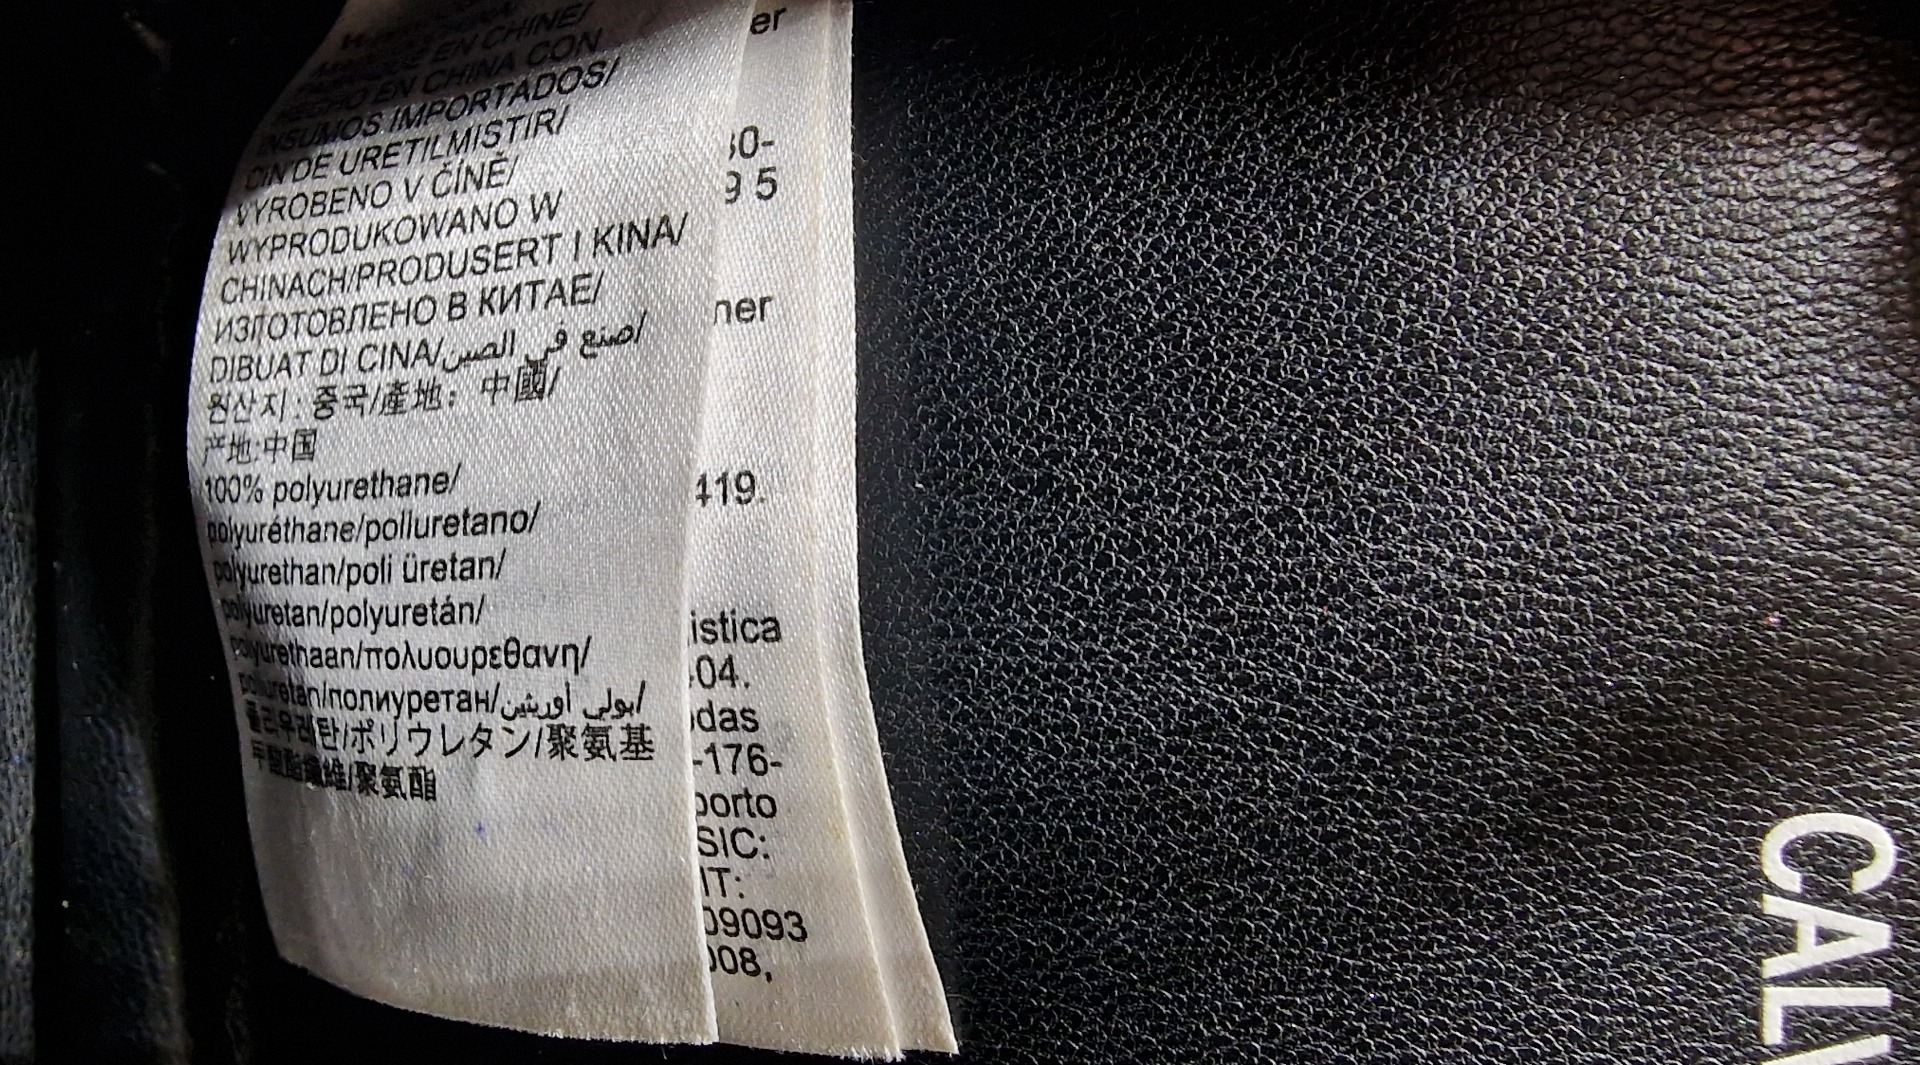 EN CHINE/
HECHO EN CHINA CON
INSUMOS IMPORTADOS/
CIN'DE URETILMISTIR/
VYROBENO V ČÍNĚ/
WYPRODUKOWANO W
CHINACH/PRODUSERT I KINA/
ИЗГОТОВЛЕНО В КИТАЕ/
DIBUAT DI CINA/صنع في الصين/
원산지: 중국/產地: 中國/
产地:中国
100% polyurethane/
polyuréthane/poliuretano/
polyurethan/poli üretan/
polyuretan/polyuretán/
polyurethaan/πολυουρεθανη/
poliuretan/полиуретан/بولي أوريثين/
폴리우레탄/ポリウレタン/聚氨基
甲酸酯纖維/聚氨酯
er
30-
9 5
ner
419.
istica
04.
das
-176-
porto
SIC:
IT:
09093
008,
CALV